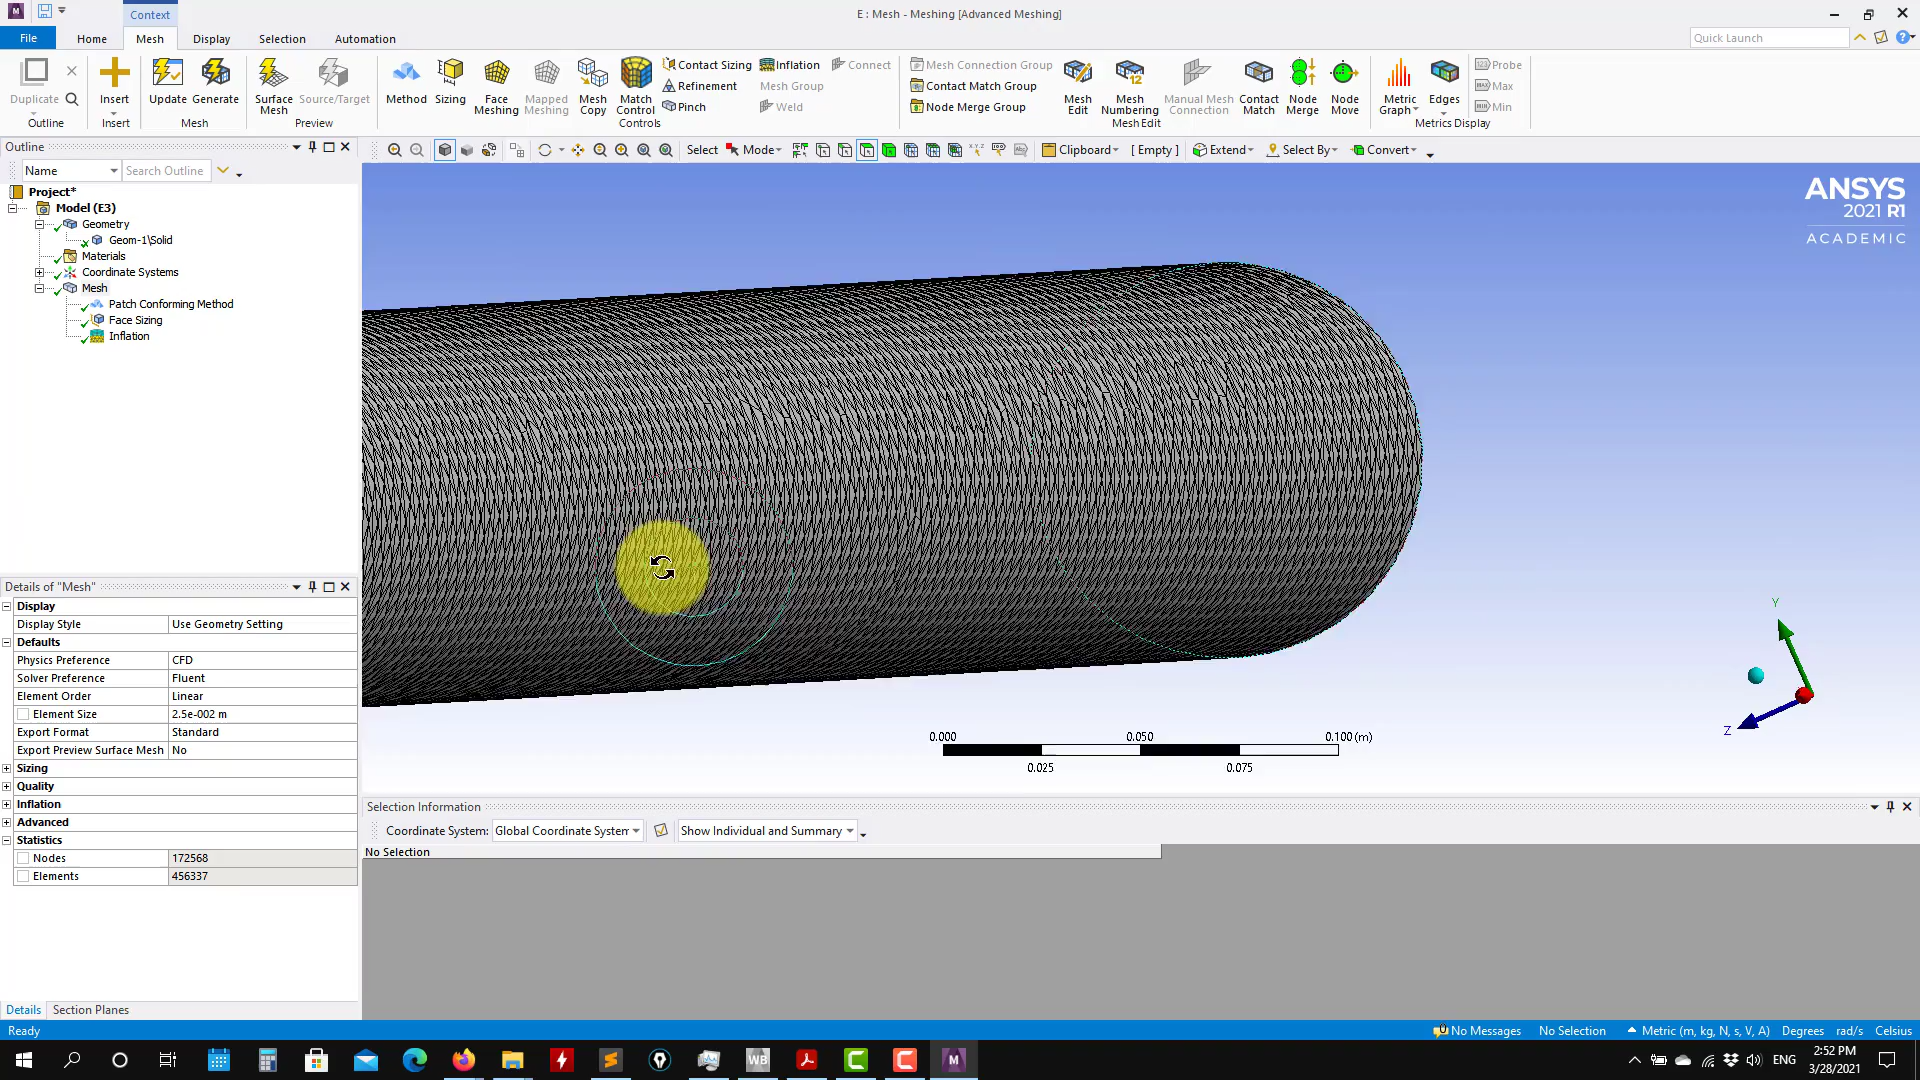 Context
E : Mesh - Meshing [Advanced Meshing]
File
Home
Mesh
Display
Selection
Automation
Quick Launch
Duplicate
Outline
Insert
Insert
Update
Generate
Mesh
Surface Mesh
Source/Target
Preview
Method
Sizing
Face Meshing
Mapped Meshing
Mesh Copy
Match Control
Contact Sizing
Refinement
Pinch
Inflation
Mesh Group
Weld
Connect
Controls
Mesh Connection Group
Contact Match Group
Node Merge Group
Mesh Edit
Mesh Numbering
Manual Mesh Connection
Contact Match
Node Merge
Node Move
Mesh Edit
Metric Graph
Edges
Probe
Max
Min
Metrics Display
Outline
Select
Mode
Clipboard
[ Empty ]
Extend
Select By
Convert
Name
Search Outline
Project*
Model (E3)
Geometry
Geom-1\Solid
Materials
Coordinate Systems
Mesh
Patch Conforming Method
Face Sizing
Inflation
ANSYS
2021 R1
ACADEMIC
Details of "Mesh"
Display
Display Style Use Geometry Setting
Defaults
Physics Preference CFD
Solver Preference Fluent
Element Order Linear
Element Size 2.5e-002 m
Export Format Standard
Export Preview Surface Mesh No
Sizing
Quality
Inflation
Advanced
Statistics
Nodes 172568
Elements 456337
Y
Z
0.000 0.050 0.100 (m)
0.025 0.075
Selection Information
Coordinate System: Global Coordinate System
Show Individual and Summary
No Selection
Details
Section Planes
Ready
No Messages
No Selection
Metric (m, kg, N, s, V, A)
Degrees
rad/s
Celsius
WB
M
ENG
2:52 PM
3/28/2021